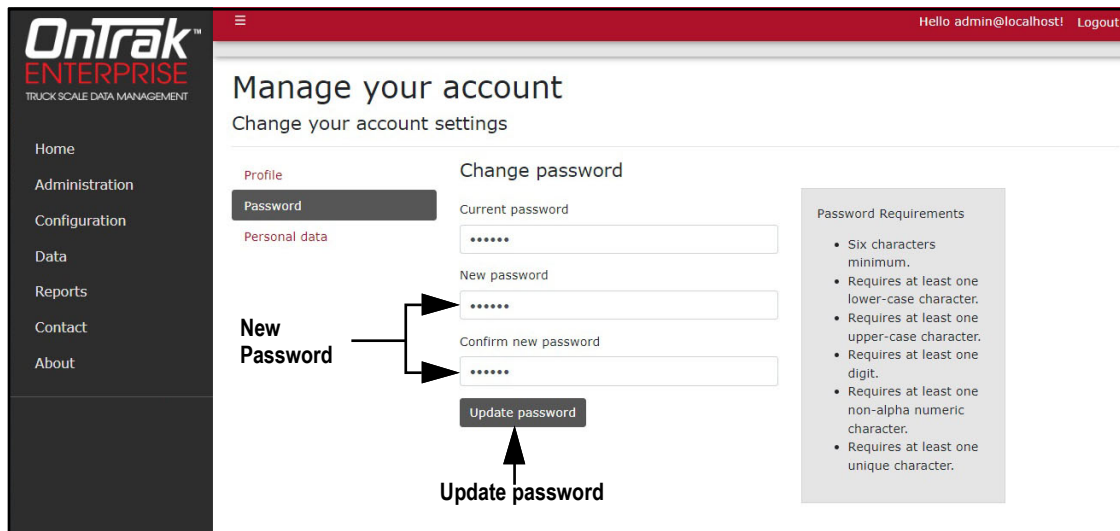 OnTrak™
ENTERPRISE
TRUCK SCALE DATA MANAGEMENT
Home
Administration
Configuration
Data
Reports
Contact
About
☰
Hello admin@localhost! Logout
Manage your account
Change your account settings
Profile
Password
Personal data
Change password
Current password
••••••
New password
••••••
Confirm new password
••••••
Update password
New
Password
Update password
Password Requirements
• Six characters
minimum.
• Requires at least one
lower-case character.
• Requires at least one
upper-case character.
• Requires at least one
digit.
• Requires at least one
non-alpha numeric
character.
• Requires at least one
unique character.